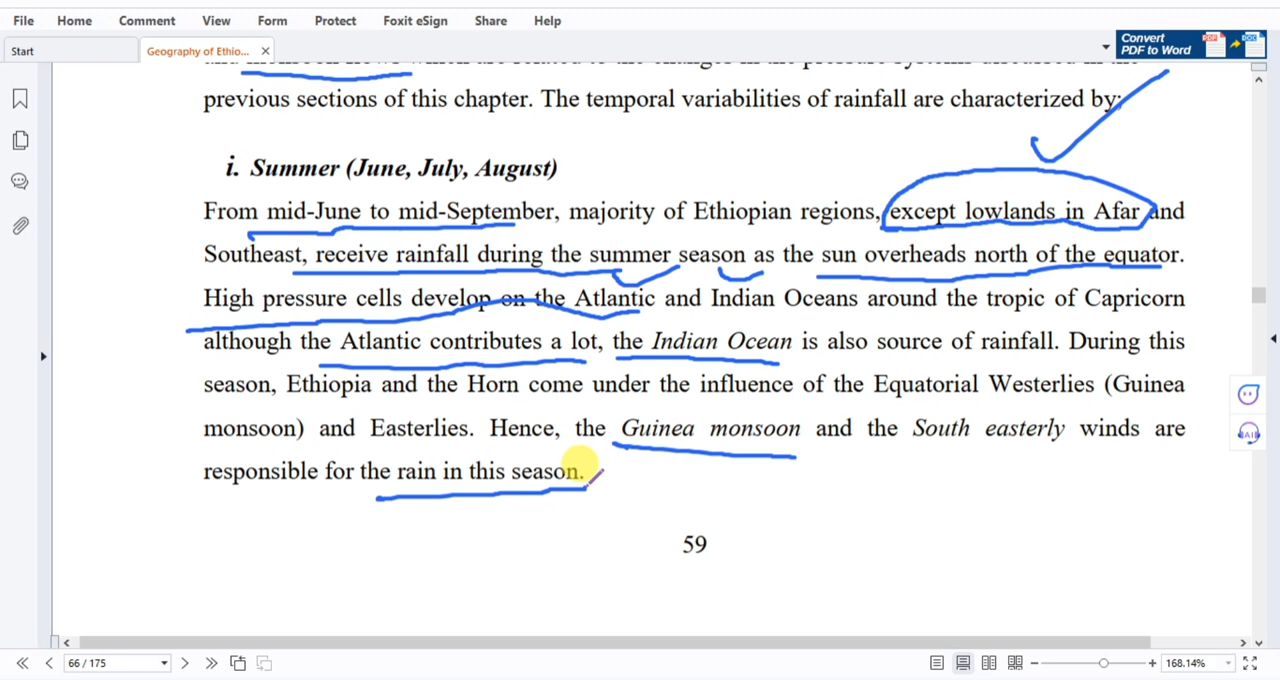 File Home Comment View Form Protect Foxit eSign Share Help
Start Geography of Ethio... Convert
PDF to Word
previous sections of this chapter. The temporal variabilities of rainfall are characterized by;
i. Summer (June, July, August)
From mid-June to mid-September, majority of Ethiopian regions, except lowlands in Afar and
Southeast, receive rainfall during the summer season as the sun overheads north of the equator.
High pressure cells develop on the Atlantic and Indian Oceans around the tropic of Capricorn
although the Atlantic contributes a lot, the Indian Ocean is also source of rainfall. During this
season, Ethiopia and the Horn come under the influence of the Equatorial Westerlies (Guinea
monsoon) and Easterlies. Hence, the Guinea monsoon and the South easterly winds are
responsible for the rain in this season.
59
66 / 175 168.14%